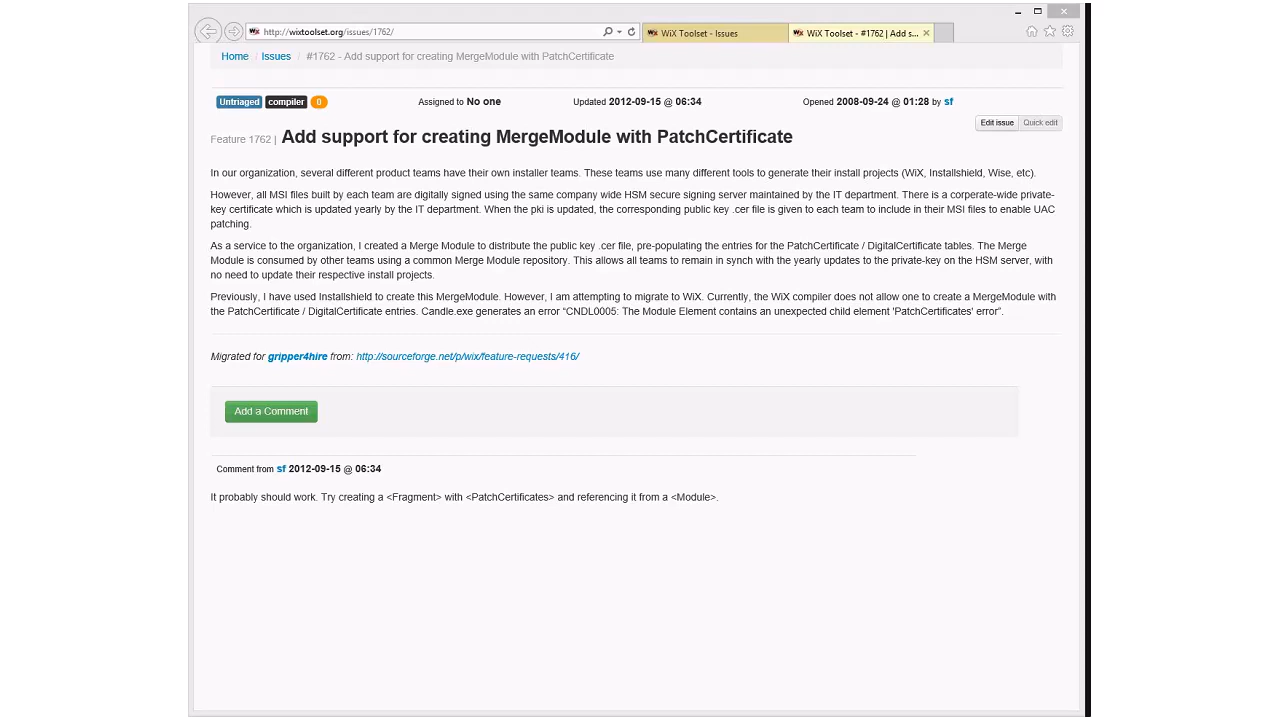 http://wixtoolset.org/issues/1762/
WiX Toolset - Issues
WiX Toolset - #1762 | Add s...
Home / Issues / #1762 - Add support for creating MergeModule with PatchCertificate
Untriaged compiler 0
Assigned to No one
Updated 2012-09-15 @ 06:34
Opened 2008-09-24 @ 01:28 by sf
Edit issue Quick edit
Feature 1762 | Add support for creating MergeModule with PatchCertificate
In our organization, several different product teams have their own installer teams. These teams use many different tools to generate their install projects (WiX, Installshield, Wise, etc).
However, all MSI files built by each team are digitally signed using the same company wide HSM secure signing server maintained by the IT department. There is a corperate-wide private-
key certificate which is updated yearly by the IT department. When the pki is updated, the corresponding public key .cer file is given to each team to include in their MSI files to enable UAC
patching.
As a service to the organization, I created a Merge Module to distribute the public key .cer file, pre-populating the entries for the PatchCertificate / DigitalCertificate tables. The Merge
Module is consumed by other teams using a common Merge Module repository. This allows all teams to remain in synch with the yearly updates to the private-key on the HSM server, with
no need to update their respective install projects.
Previously, I have used Installshield to create this MergeModule. However, I am attempting to migrate to WiX. Currently, the WiX compiler does not allow one to create a MergeModule with
the PatchCertificate / DigitalCertificate entries. Candle.exe generates an error “CNDL0005: The Module Element contains an unexpected child element 'PatchCertificates' error”.
Migrated for gripper4hire from: http://sourceforge.net/p/wix/feature-requests/416/
Add a Comment
Comment from sf 2012-09-15 @ 06:34
It probably should work. Try creating a <Fragment> with <PatchCertificates> and referencing it from a <Module>.